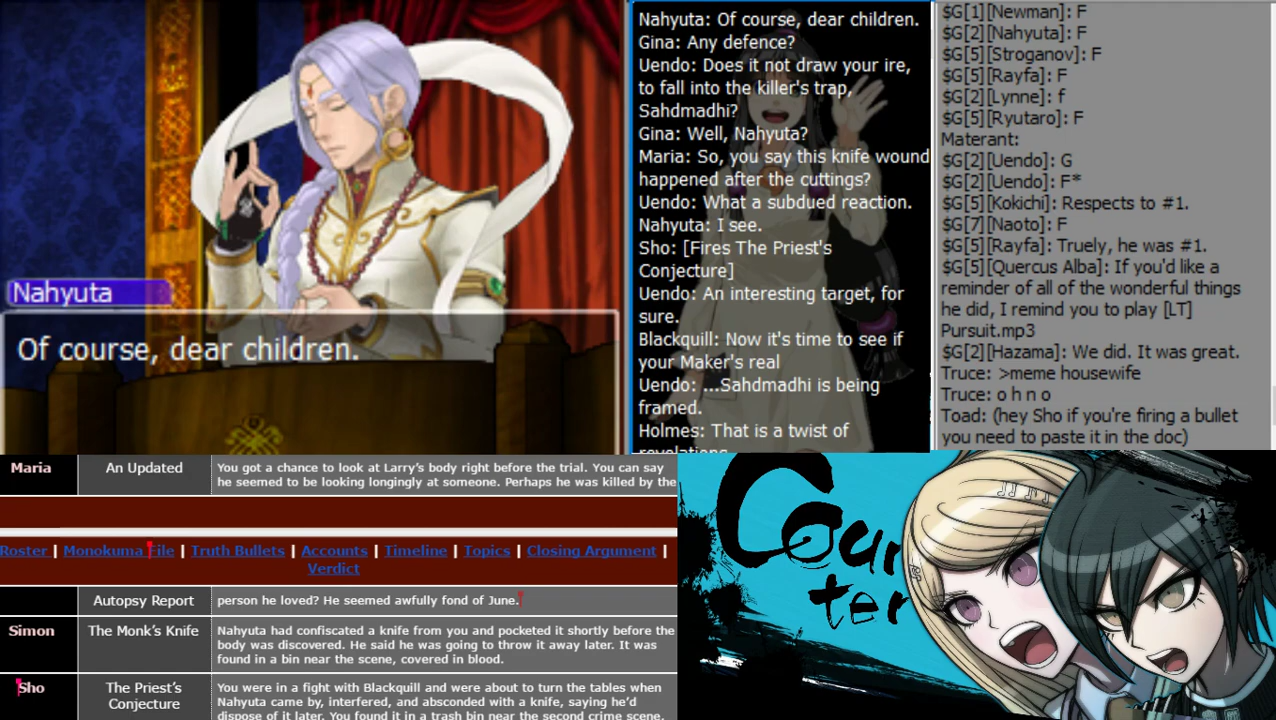 Nahyuta
Of course, dear children.
Nahyuta: Of course, dear children.
Gina: Any defence?
Uendo: Does it not draw your ire,
to fall into the killer's trap,
Sahdmadhi?
Gina: Well, Nahyuta?
Maria: So, you say this knife wound
happened after the cuttings?
Uendo: What a subdued reaction.
Nahyuta: I see.
Sho: [Fires The Priest's
Conjecture]
Uendo: An interesting target, for
sure.
Blackquill: Now it's time to see if
your Maker's real
Uendo: ...Sahdmadhi is being
framed.
Holmes: That is a twist of
revelations
$G[1][Newman]: F
$G[2][Nahyuta]: F
$G[5][Stroganov]: F
$G[5][Rayfa]: F
$G[2][Lynne]: f
$G[5][Ryutaro]: F
Materant:
$G[2][Uendo]: G
$G[2][Uendo]: F*
$G[5][Kokichi]: Respects to #1.
$G[7][Naoto]: F
$G[5][Rayfa]: Truely, he was #1.
$G[5][Quercus Alba]: If you'd like a
reminder of all of the wonderful things
he did, I remind you to play [LT]
Pursuit.mp3
$G[2][Hazama]: We did. It was great.
Truce: >meme housewife
Truce: o h n o
Toad: (hey Sho if you're firing a bullet
you need to paste it in the doc)
Maria
An Updated
You got a chance to look at Larry's body right before the trial. You can say
he seemed to be looking longingly at someone. Perhaps he was killed by the
Roster | Monokuma File | Truth Bullets | Accounts | Timeline | Topics | Closing Argument |
Verdict
Autopsy Report
person he loved? He seemed awfully fond of June.
Simon
The Monk's Knife
Nahyuta had confiscated a knife from you and pocketed it shortly before the
body was discovered. He said he was going to throw it away later. It was
found in a bin near the scene, covered in blood.
Sho
The Priest's
Conjecture
You were in a fight with Blackquill and were about to turn the tables when
Nahyuta came by, interfered, and absconded with a knife, saying he'd
dispose of it later. You found it in a trash bin near the second crime scene.
Coun
ter